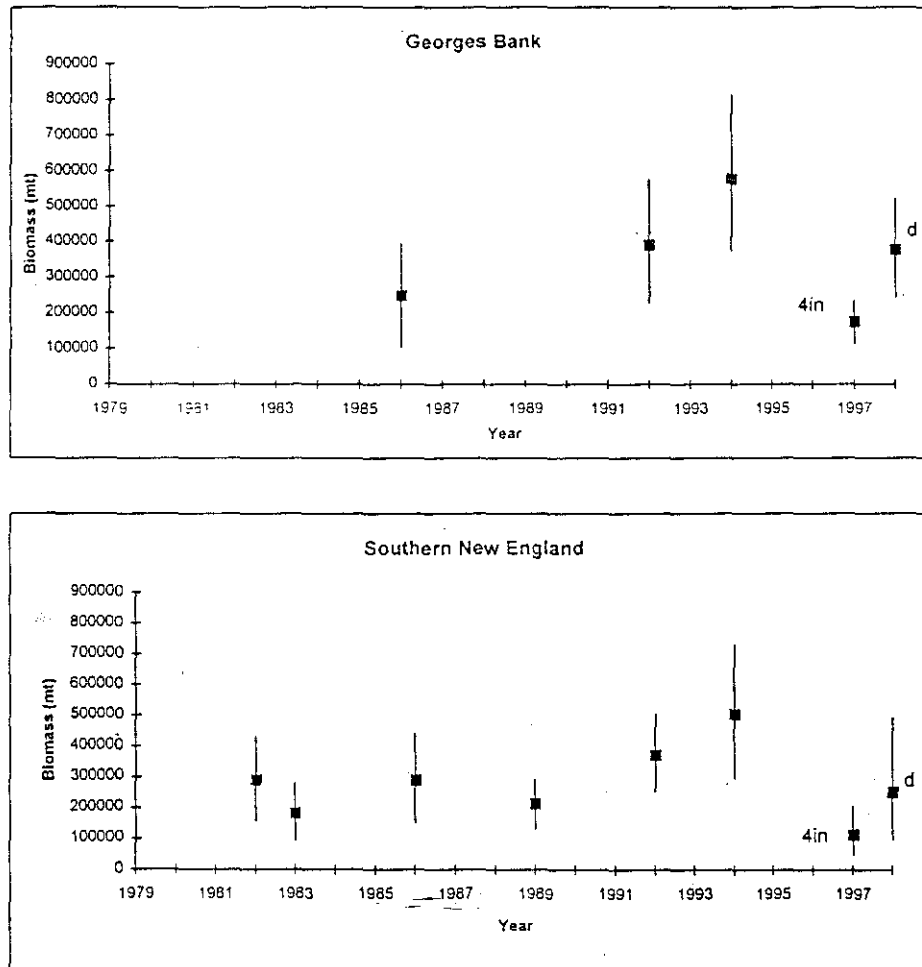 Georges Bank
900000
800000
700000
600000
500000
400000
300000
200000
100000
0
Biomass (mt)
d
4in
1979 1981 1983 1985 1987 1989 1991 1993 1995 1997
Year
Southern New England
900000
800000
700000
600000
500000
400000
300000
200000
100000
0
Biomass (mt)
d
4in
1979 1981 1983 1985 1987 1989 1991 1993 1995 1997
Year